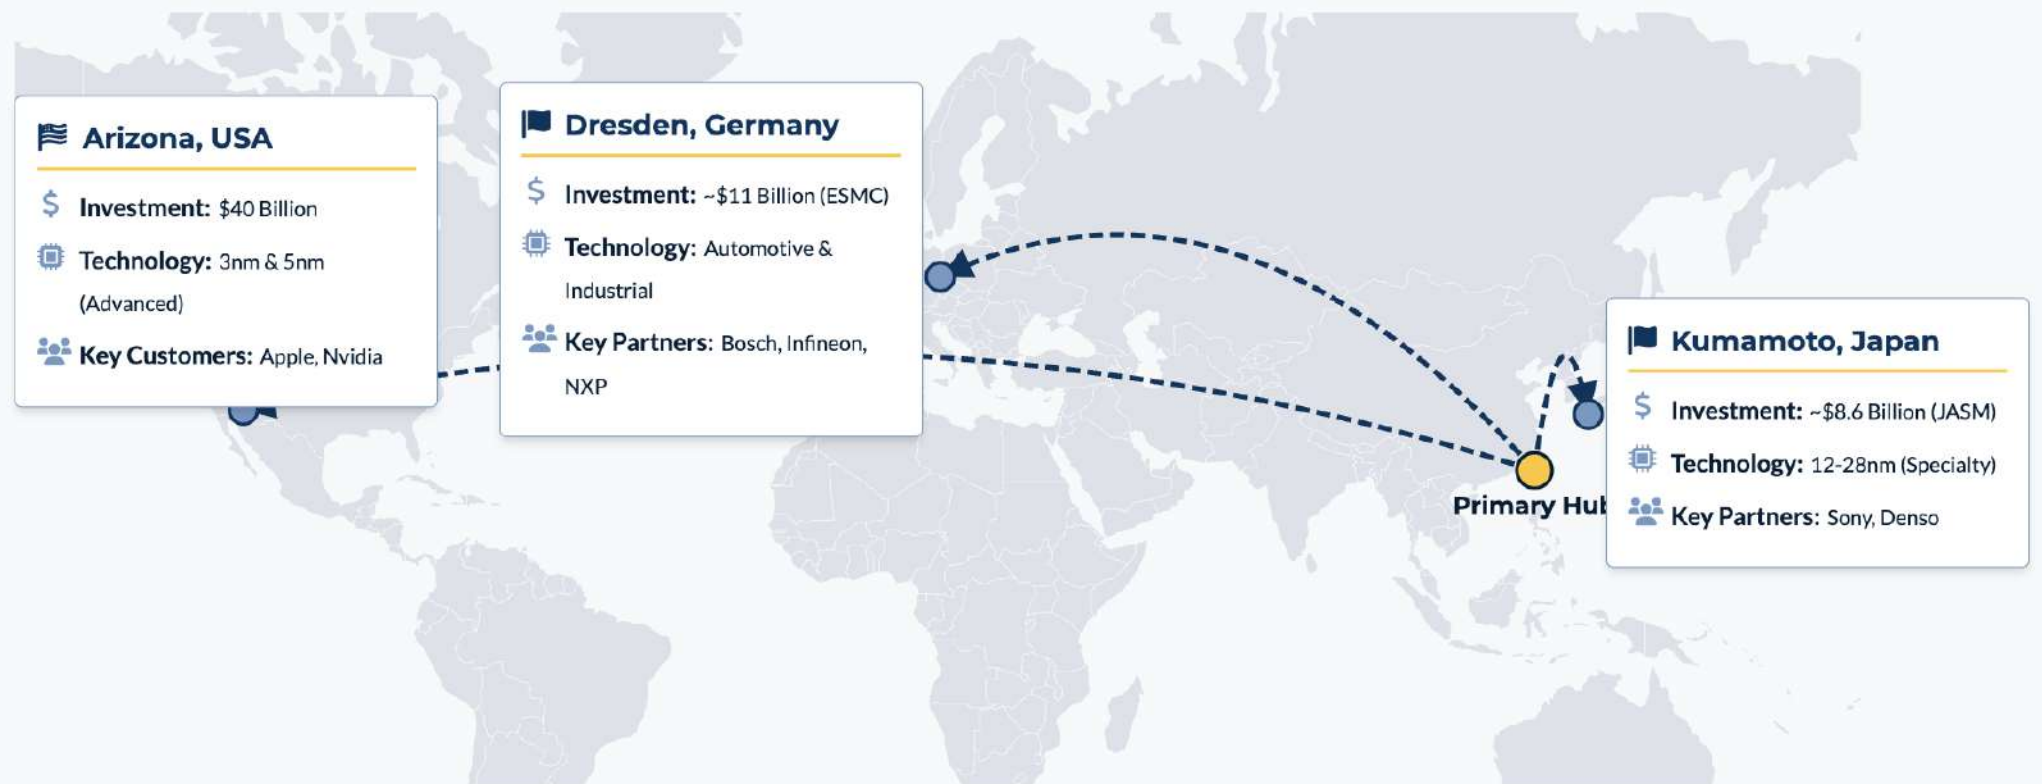 Arizona, USA
Investment: $40 Billion
Technology: 3nm & 5nm
(Advanced)
Key Customers: Apple, Nvidia
Dresden, Germany
Investment: ~$11 Billion (ESMC)
Technology: Automotive &
Industrial
Key Partners: Bosch, Infineon,
NXP
Primary Hub
Kumamoto, Japan
Investment: ~$8.6 Billion (JASM)
Technology: 12-28nm (Specialty)
Key Partners: Sony, Denso